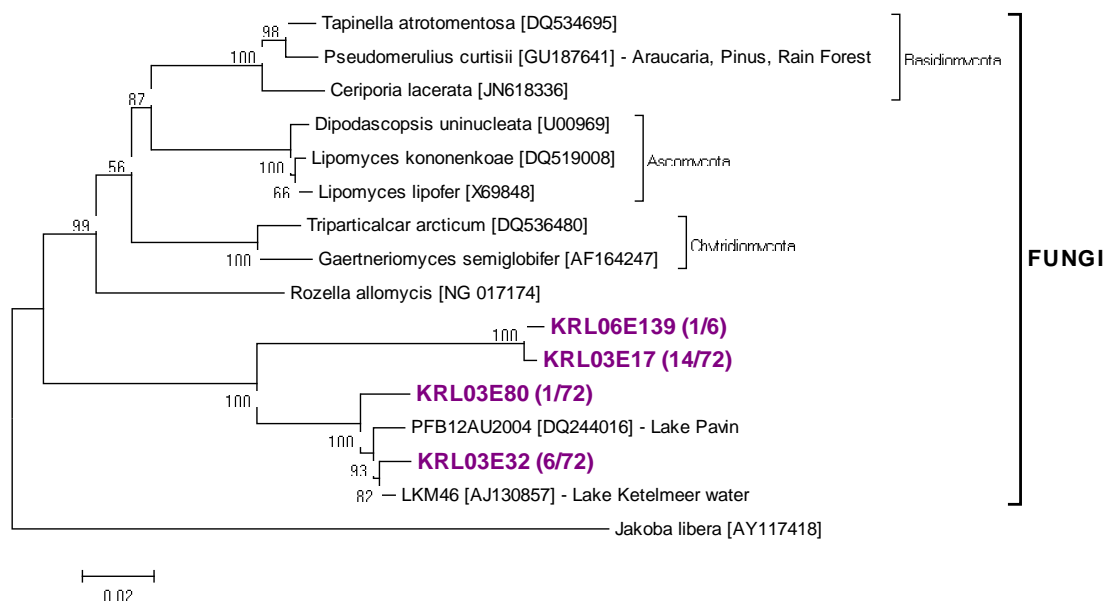 Tapinella atrotomentosa [DQ534695]
98
Pseudomerulius curtisii [GU187641] - Araucaria, Pinus, Rain Forest
Basidiomycota
100
Ceriporia lacerata [JN618336]
87
Dipodascopsis uninucleata [U00969]
Lipomyces kononenkoae [DQ519008]
100
Ascomycota
56
66
Lipomyces lipofer [X69848]
Triparticalcar arcticum [DQ536480]
99
Chytridiomycota
100
Gaertneriomyces semiglobifer [AF164247]
FUNGI
Rozella allomycis [NG 017174]
KRL06E139 (1/6)
100
KRL03E17 (14/72)
KRL03E80 (1/72)
100
PFB12AU2004 [DQ244016] - Lake Pavin
100
KRL03E32 (6/72)
93
82
LKM46 [AJ130857] - Lake Ketelmeer water
Jakoba libera [AY117418]
0.02